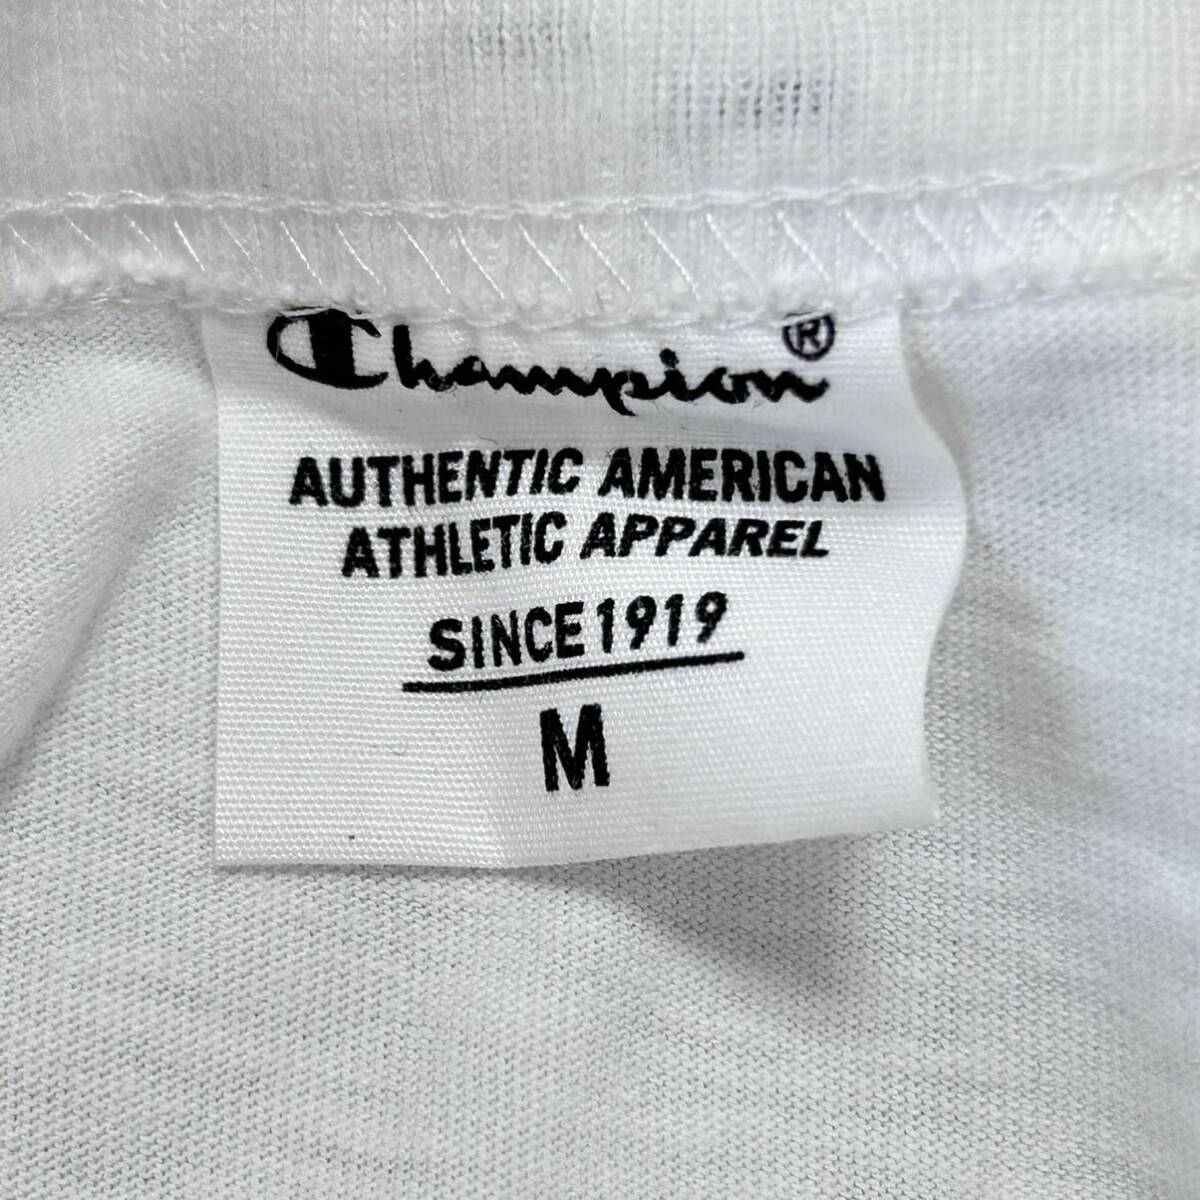 Champion®
AUTHENTIC AMERICAN
ATHLETIC APPAREL
SINCE 1919
M